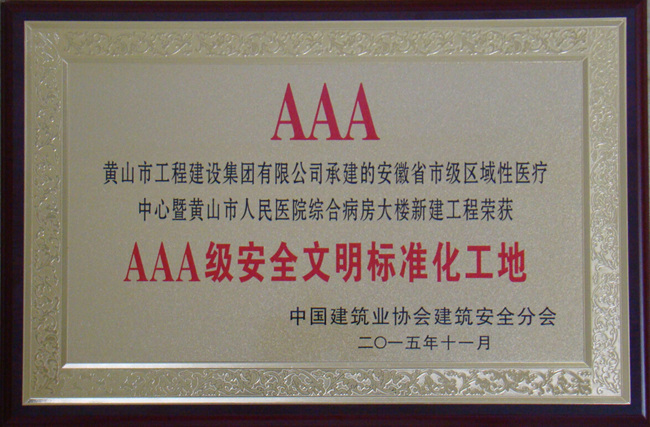 AAA
黄山市工程建设集团有限公司承建的安徽省市级区域性医疗
中心暨黄山市人民医院综合病房大楼新建工程荣获
AAA级安全文明标准化工地
中国建筑业协会建筑安全分会
二〇一五年十一月